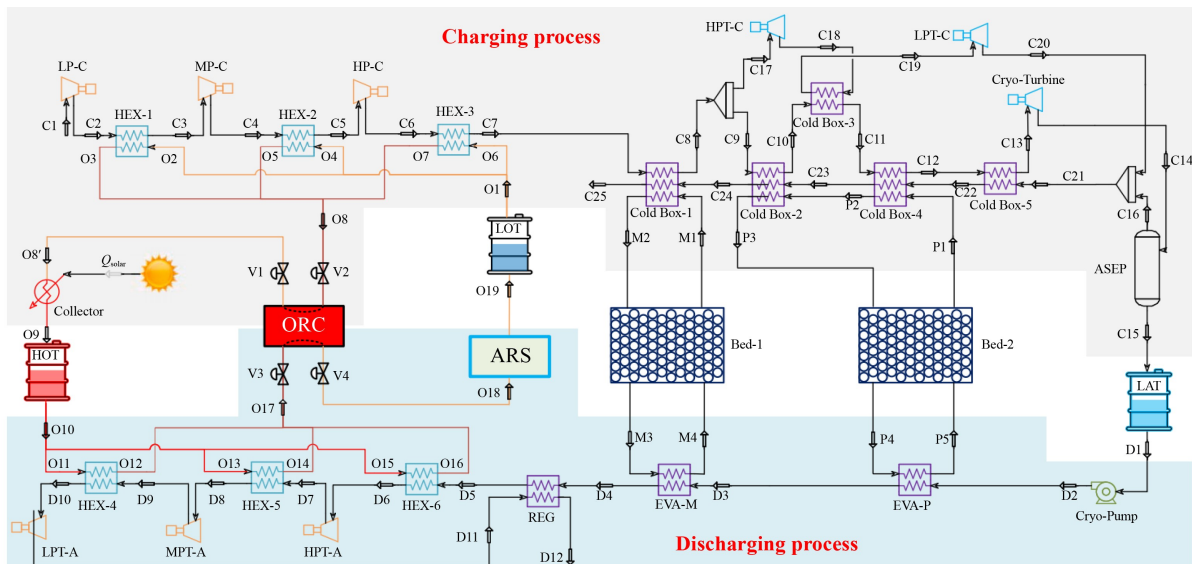 Charging process
HPT-C
C18
LPT-C
C20
C17
C19
Cryo-Turbine
LP-C
MP-C
HP-C
HEX-1
HEX-2
HEX-3
C1
C2
C3
C4
C5
C6
C7
O3
O2
O5
O4
O7
O6
C8
C9
C10
Cold Box-3
C11
C12
C13
C14
O1
C25
C24
C23
C22
C21
C16
Cold Box-1
Cold Box-2
P2
Cold Box-4
Cold Box-5
O8
LOT
M2
M1
P3
P1
ASEP
O8′
Qsolar
V1
V2
Collector
O19
O9
ORC
ARS
Bed-1
Bed-2
C15
HOT
V3
V4
O18
LAT
O17
O10
M3
M4
P4
P5
D1
O11
O12
O13
O14
O15
O16
D10
D9
D8
D7
D6
D5
D4
D3
D2
HEX-4
HEX-5
HEX-6
REG
EVA-M
EVA-P
Cryo-Pump
D11
D12
LPT-A
MPT-A
HPT-A
Discharging process